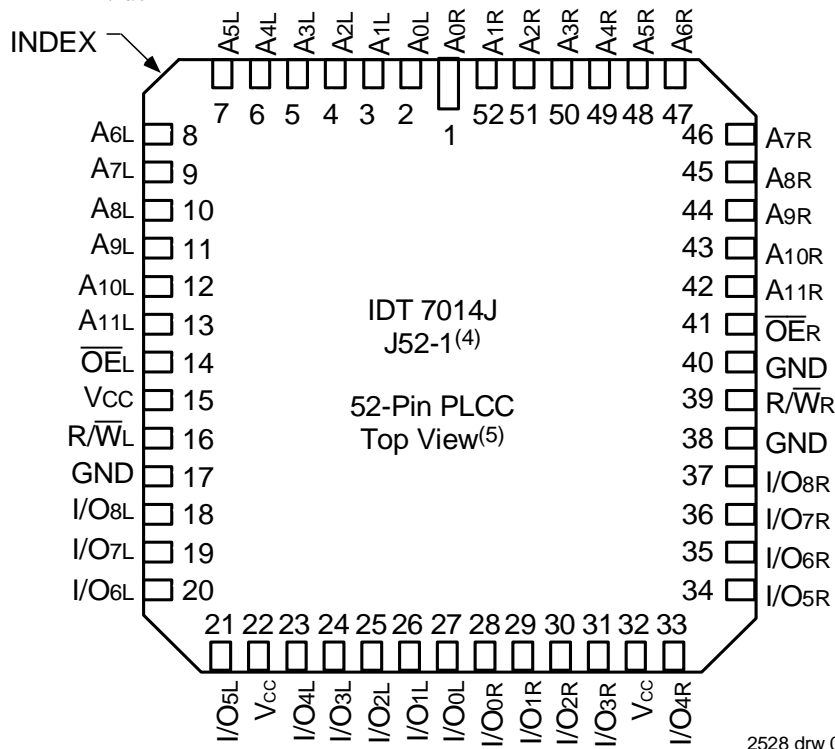 INDEX
A5L A4L A3L A2L A1L A0L A0R A1R A2R A3R A4R A5R A6R
7 6 5 4 3 2 1 52 51 50 49 48 47
A6L 8 46 A7R
A7L 9 45 A8R
A8L 10 44 A9R
A9L 11 43 A10R
A10L 12 42 A11R
A11L 13 41 O̅E̅R
O̅E̅L 14 40 GND
VCC 15 39 R/W̅R
R/W̅L 16 38 GND
GND 17 37 I/O8R
I/O8L 18 36 I/O7R
I/O7L 19 35 I/O6R
I/O6L 20 34 I/O5R
IDT 7014J
J52-1(4)
52-Pin PLCC
Top View(5)
21 22 23 24 25 26 27 28 29 30 31 32 33
I/O5L VCC I/O4L I/O3L I/O2L I/O1L I/O0L I/O0R I/O1R I/O2R I/O3R VCC I/O4R
2528 drw 0